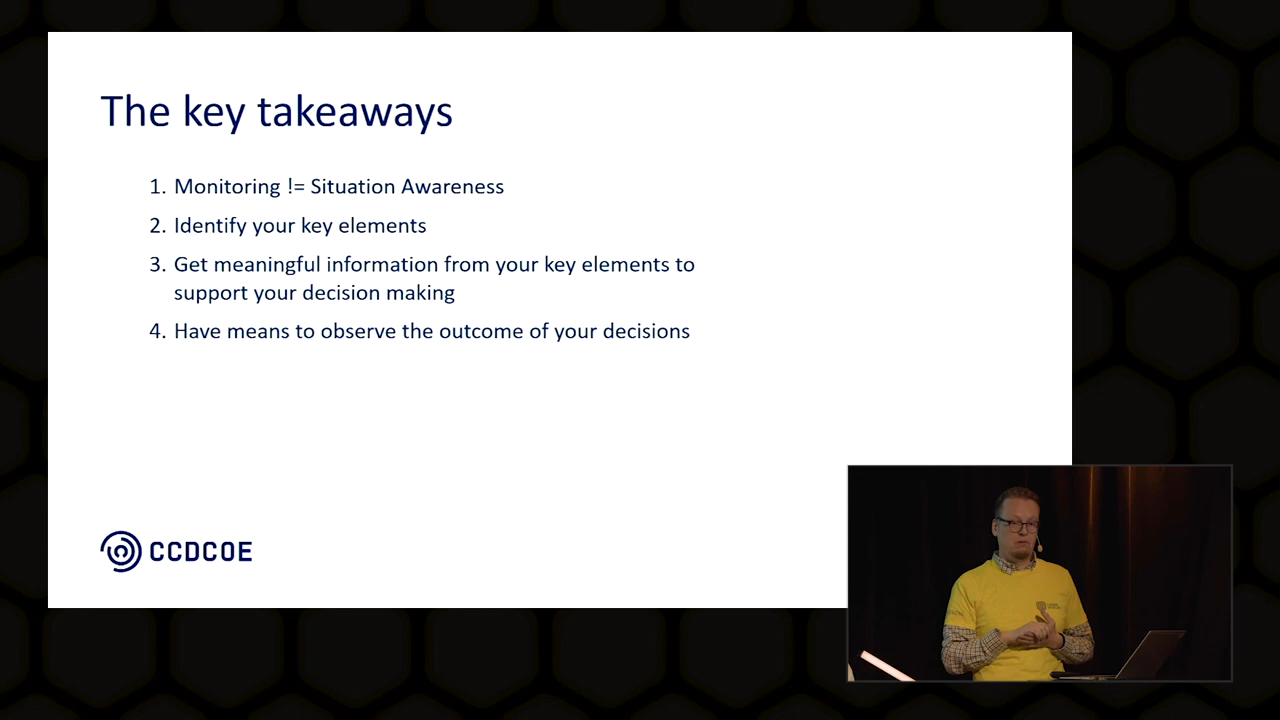 The key takeaways
1. Monitoring != Situation Awareness
2. Identify your key elements
3. Get meaningful information from your key elements to
support your decision making
4. Have means to observe the outcome of your decisions
CCDCOE